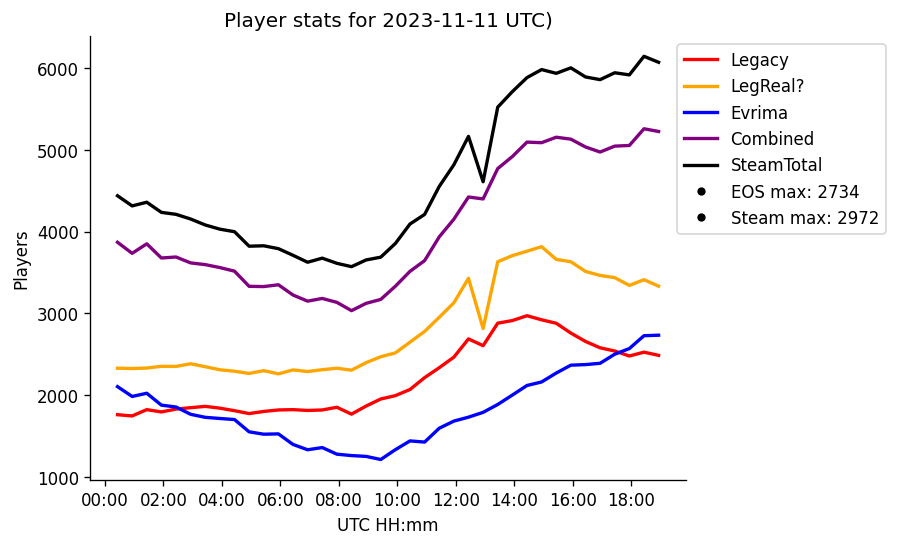 Player stats for 2023-11-11 UTC)
Players
6000
5000
4000
3000
2000
1000
00:00 02:00 04:00 06:00 08:00 10:00 12:00 14:00 16:00 18:00
UTC HH:mm
Legacy
LegReal?
Evrima
Combined
SteamTotal
EOS max: 2734
Steam max: 2972